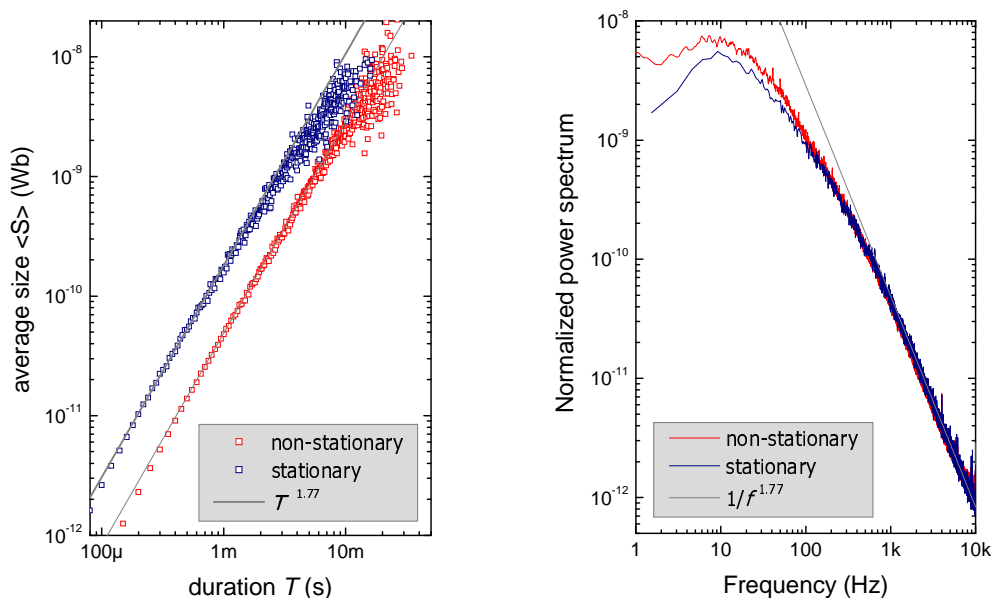 10⁻⁸
10⁻⁹
10⁻¹⁰
10⁻¹¹
10⁻¹²
average size <S> (Wb)
non-stationary
stationary
T 1.77
100µ 1m 10m
duration T (s)
10⁻⁸
10⁻⁹
10⁻¹⁰
10⁻¹¹
10⁻¹²
Normalized power spectrum
non-stationary
stationary
1/f 1.77
1 10 100 1k 10k
Frequency (Hz)